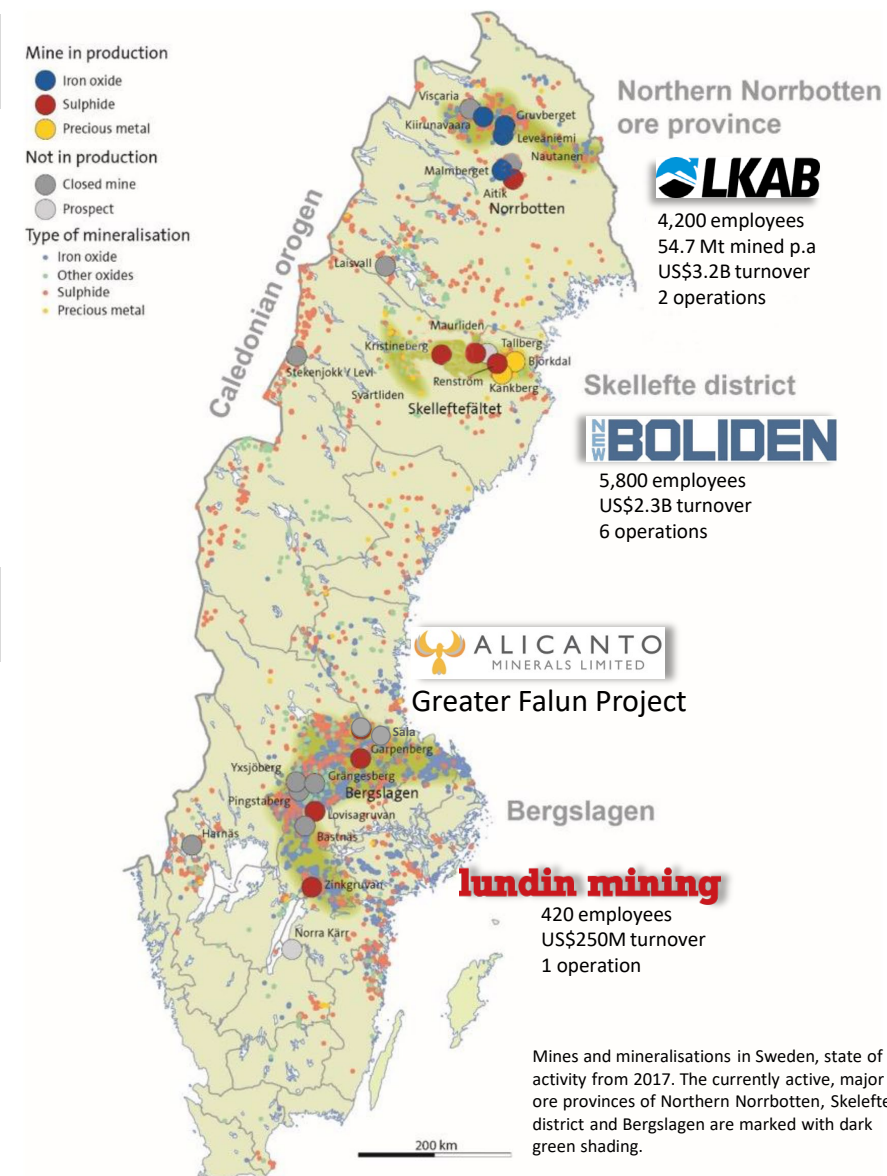 Mine in production
Iron oxide
Sulphide
Precious metal
Not in production
Closed mine
Prospect
Type of mineralisation
Iron oxide
Other oxides
Sulphide
Precious metal
Caledonian orogen
Viscaria
Kiirunavaara
Gruvberget
Leveäniemi
Nautanen
Malmberget
Aitik
Norrbotten
Northern Norrbotten
ore province
LKAB
4,200 employees
54.7 Mt mined p.a
US$3.2B turnover
2 operations
Laisvall
Maurliden
Kristineberg
Tallberg
Björkdal
Stekenjokk / Levi
Renström
Kankberg
Svärtliden
Skelleftefältet
Skellefte district
NEW BOLIDEN
5,800 employees
US$2.3B turnover
6 operations
ALICANTO
MINERALS LIMITED
Greater Falun Project
Sala
Garpenberg
Yxsjöberg
Grängesberg
Pingstaberg
Bergslagen
Lovisagruvan
Bastnäs
Härnäs
Zinkgruvan
Norra Kärr
Bergslagen
lundin mining
420 employees
US$250M turnover
1 operation
Mines and mineralisations in Sweden, state of
activity from 2017. The currently active, major
ore provinces of Northern Norrbotten, Skelefte
district and Bergslagen are marked with dark
green shading.
200 km